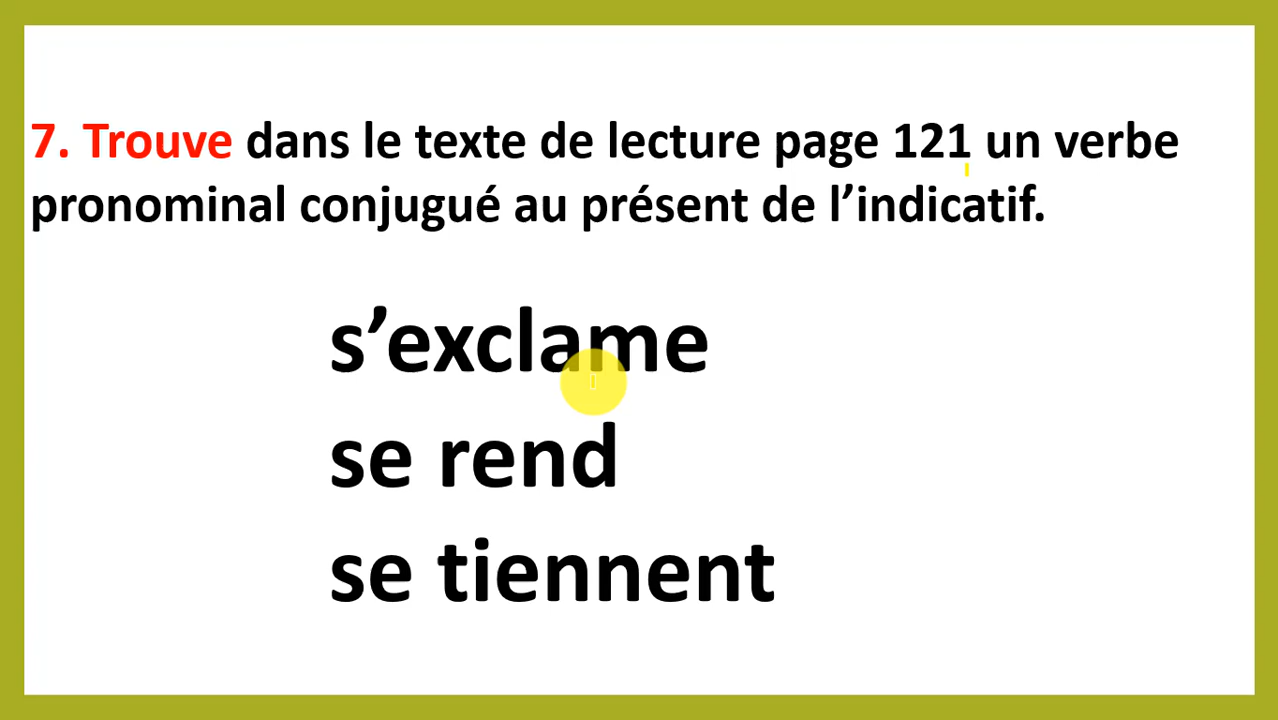 7. Trouve dans le texte de lecture page 121 un verbe
pronominal conjugué au présent de l’indicatif.
s’exclame
se rend
se tiennent